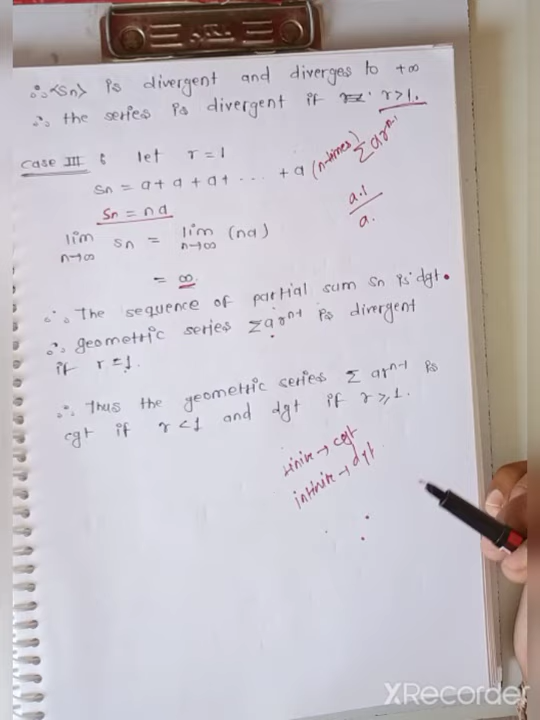 ∴ <Sn> is divergent and diverges to +∞
∴ the series is divergent if r>1.
Case III : let r = 1
Sn = a + a + a + ... + a (n-times)
Σ arⁿ⁻¹
Sn = na
a.1
a.
lim n→∞ Sn = lim n→∞ (na)
= ∞
∴ The sequence of partial sum Sn is dgt.
∴ geometric series Σarⁿ⁻¹ is divergent
if r = 1.
∴ Thus the geometric series Σ arⁿ⁻¹ is
cgt if r < 1 and dgt if r ⩾ 1.
finite → cgt
infinite → dgt
XRecorder